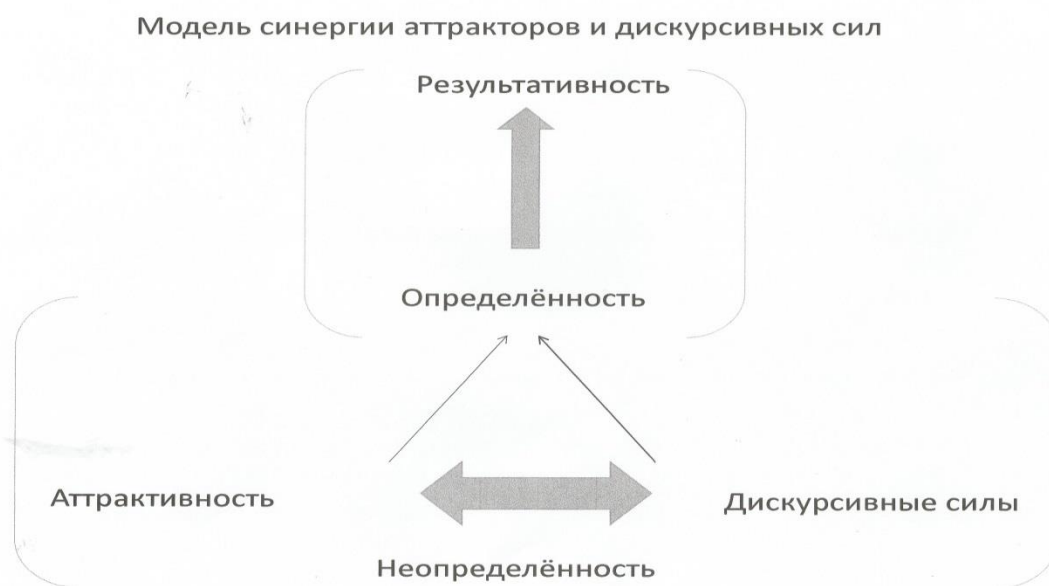 Модель синергии аттракторов и дискурсивных сил
Результативность
Определённость
Аттрактивность
Дискурсивные силы
Неопределённость